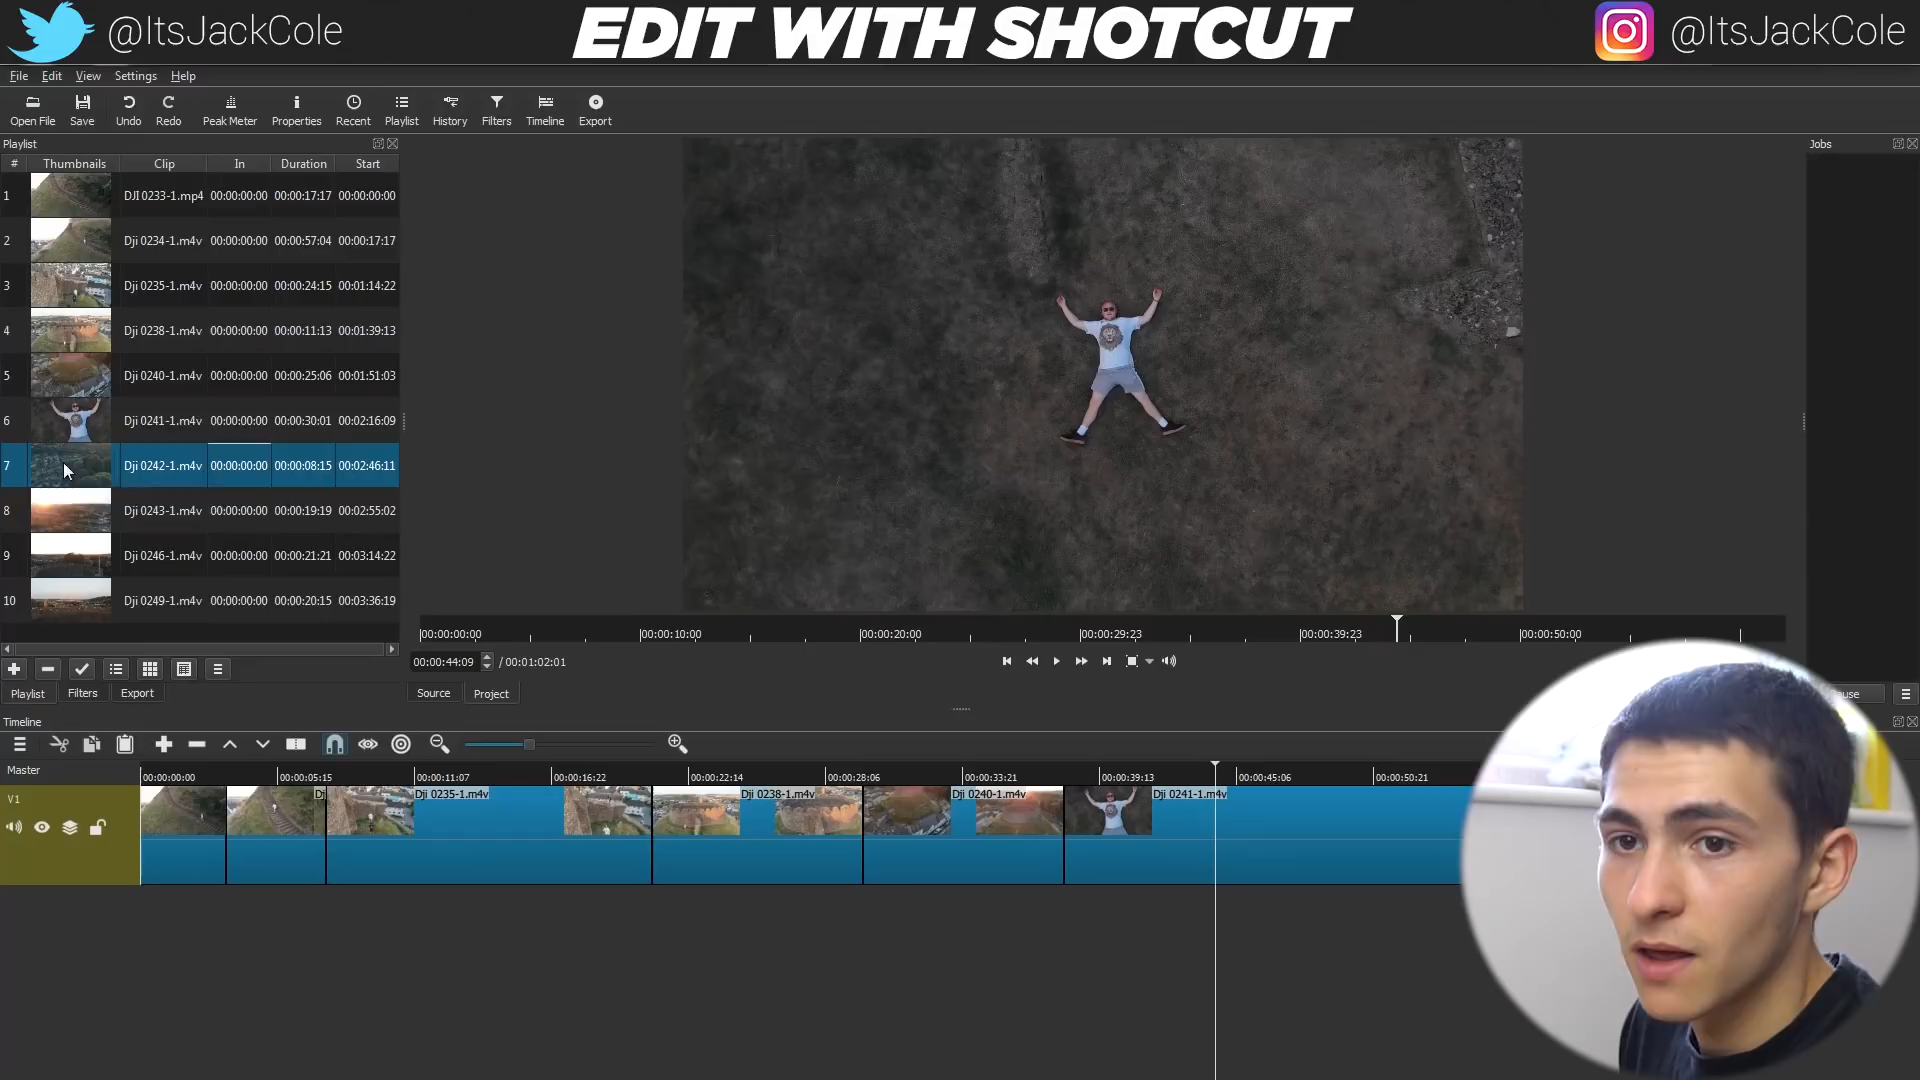 @ItsJackCole
EDIT WITH SHOTCUT
@ItsJackCole
File Edit View Settings Help
Open File Save Undo Redo Peak Meter Properties Recent Playlist History Filters Timeline Export
Playlist
Jobs
# Thumbnails Clip In Duration Start
1 DJI 0233-1.mp4 00:00:00:00 00:00:17:17 00:00:00:00
2 Dji 0234-1.m4v 00:00:00:00 00:00:57:04 00:00:17:17
3 Dji 0235-1.m4v 00:00:00:00 00:00:24:15 00:01:14:22
4 Dji 0238-1.m4v 00:00:00:00 00:00:11:13 00:01:39:13
5 Dji 0240-1.m4v 00:00:00:00 00:00:25:06 00:01:51:03
6 Dji 0241-1.m4v 00:00:00:00 00:00:30:01 00:02:16:09
7 Dji 0242-1.m4v 00:00:00:00 00:00:08:15 00:02:46:11
8 Dji 0243-1.m4v 00:00:00:00 00:00:19:19 00:02:55:02
9 Dji 0246-1.m4v 00:00:00:00 00:00:21:21 00:03:14:22
10 Dji 0249-1.m4v 00:00:00:00 00:00:20:15 00:03:36:19
00:00:00:00 00:00:10:00 00:00:20:00 00:00:29:23 00:00:39:23 00:00:50:00
00:00:44:09 / 00:01:02:01
Playlist Filters Export
Source Project
Timeline
Master 00:00:00:00 00:00:05:15 00:00:11:07 00:00:16:22 00:00:22:14 00:00:28:06 00:00:33:21 00:00:39:13 00:00:45:06 00:00:50:21
V1 Dj Dji 0235-1.m4v Dji 0238-1.m4v Dji 0240-1.m4v Dji 0241-1.m4v